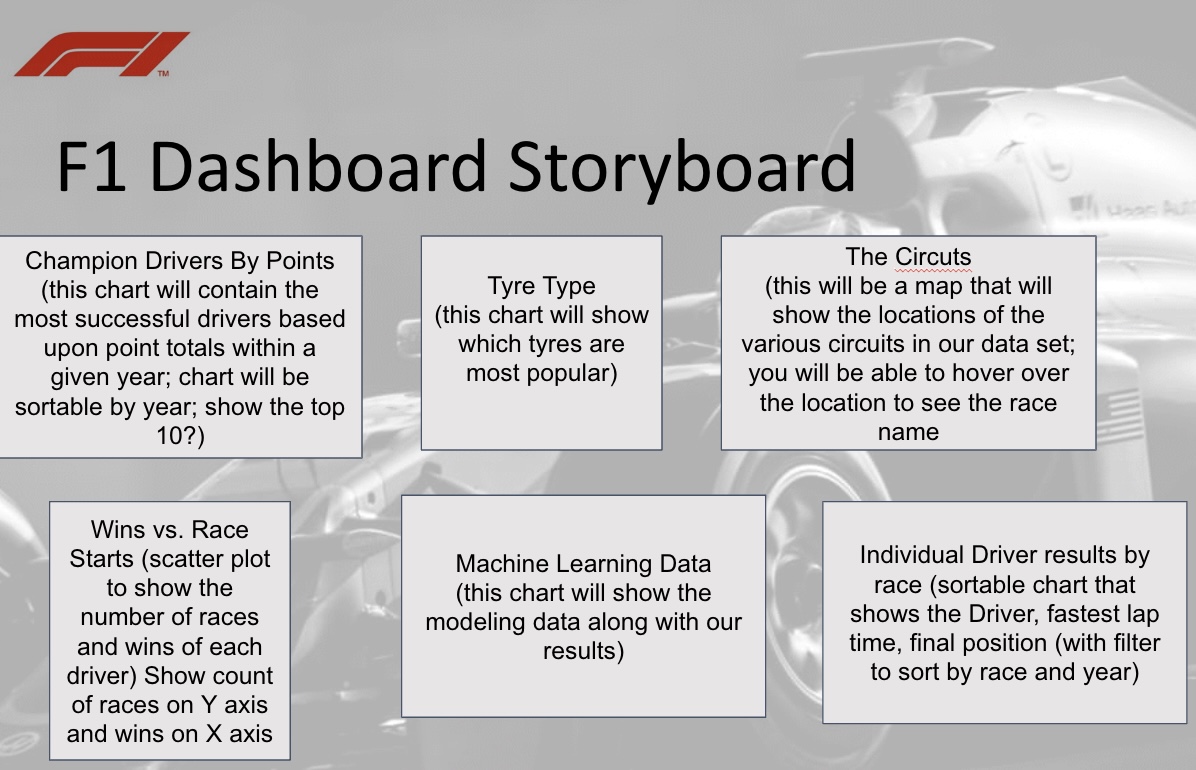 F1
TM
F1 Dashboard Storyboard
Champion Drivers By Points
(this chart will contain the
most successful drivers based
upon point totals within a
given year; chart will be
sortable by year; show the top
10?)
Tyre Type
(this chart will show
which tyres are
most popular)
The Circuts
(this will be a map that will
show the locations of the
various circuits in our data set;
you will be able to hover over
the location to see the race
name
Wins vs. Race
Starts (scatter plot
to show the
number of races
and wins of each
driver) Show count
of races on Y axis
and wins on X axis
Machine Learning Data
(this chart will show the
modeling data along with our
results)
Individual Driver results by
race (sortable chart that
shows the Driver, fastest lap
time, final position (with filter
to sort by race and year)